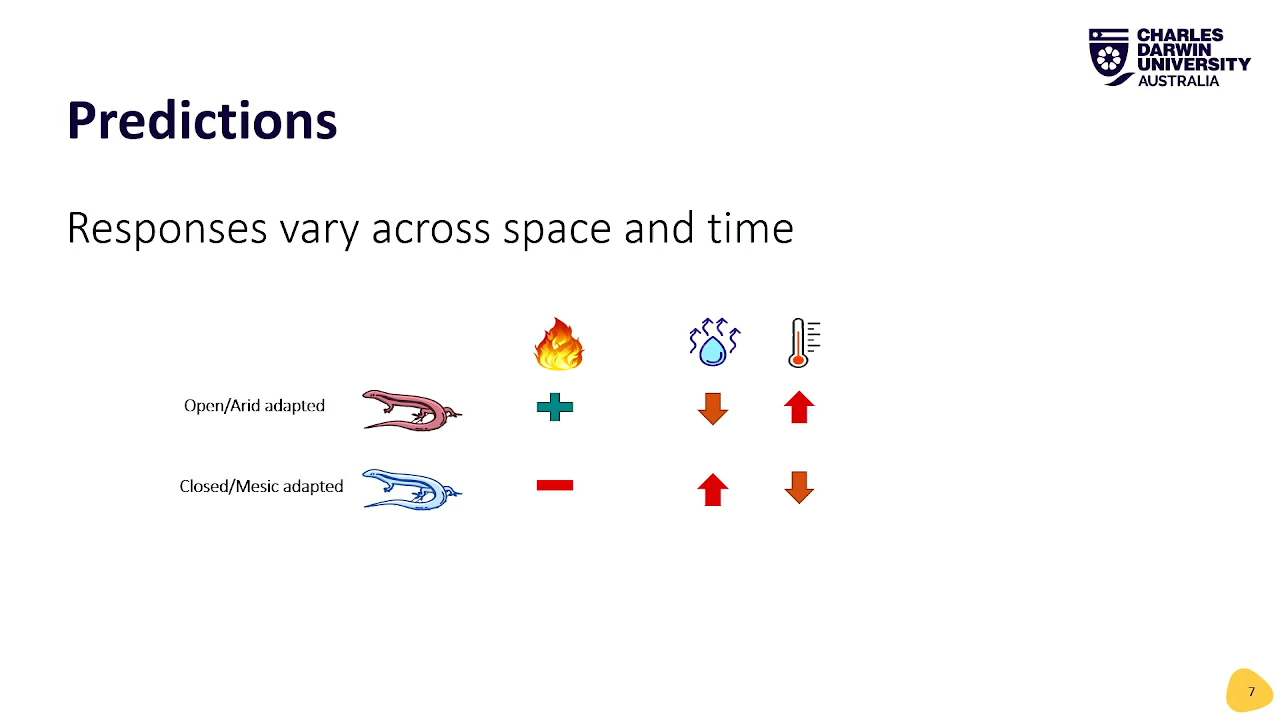 CHARLES
DARWIN
UNIVERSITY
AUSTRALIA
Predictions
Responses vary across space and time
Open/Arid adapted
Closed/Mesic adapted
7